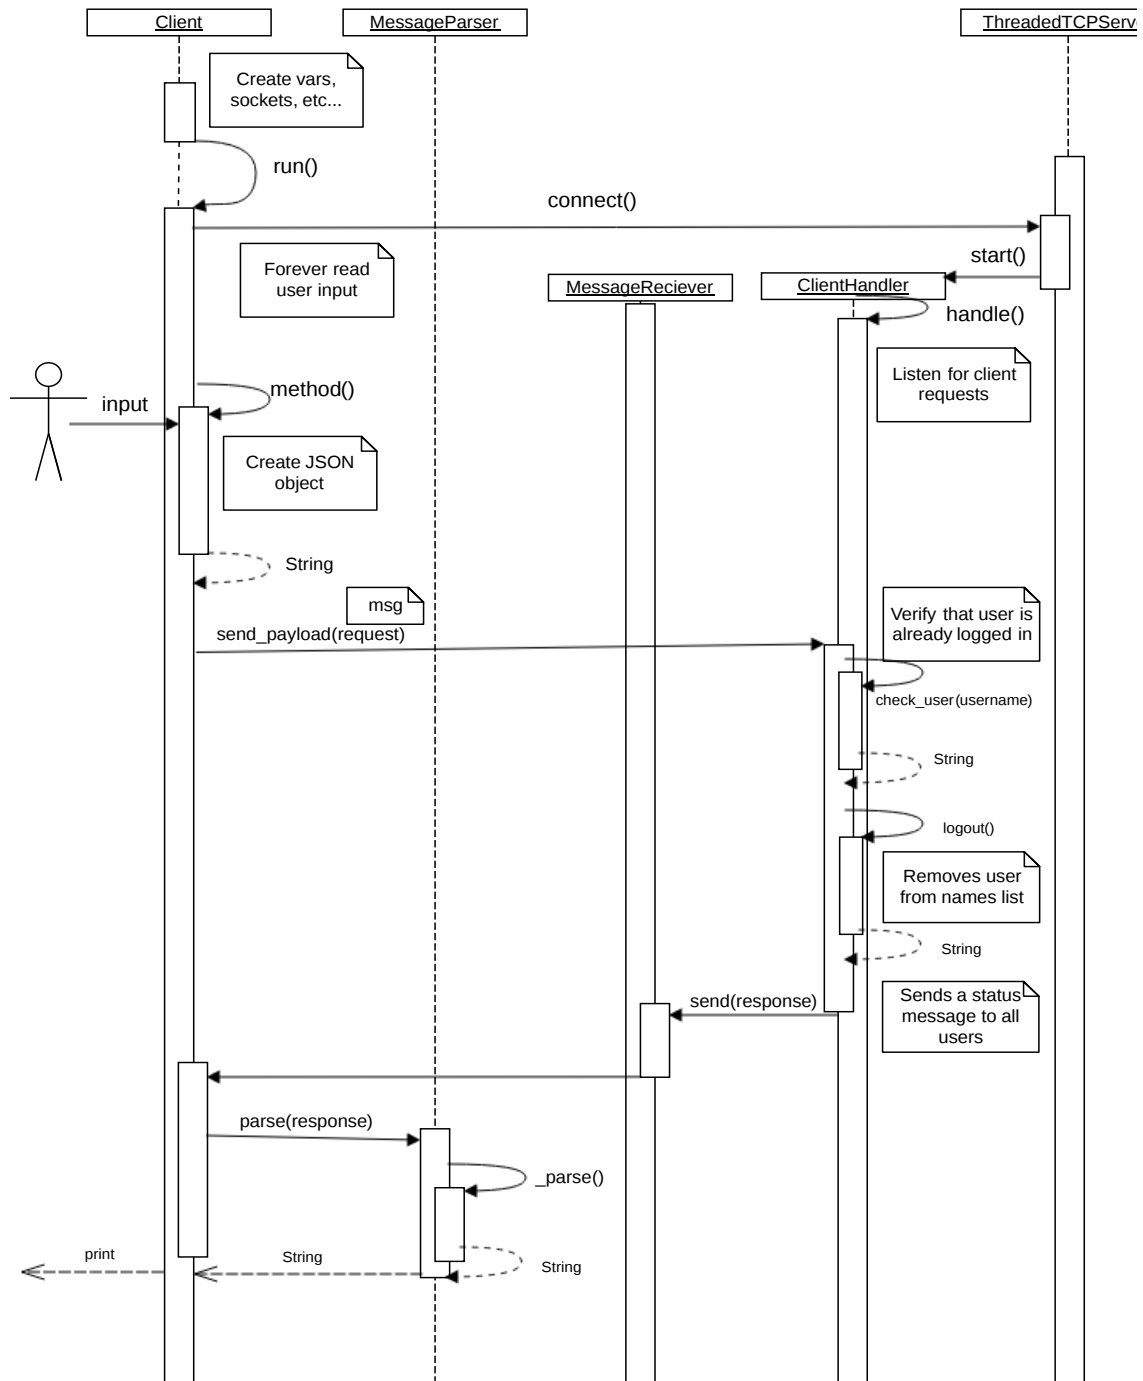 Client
MessageParser
ThreadedTCPServe
Create vars,
sockets, etc...
run()
connect()
Forever read
user input
start()
MessageReciever
ClientHandler
handle()
Listen for client
requests
method()
input
Create JSON
object
String
msg
send_payload(request)
Verify that user is
already logged in
check_user(username)
String
logout()
Removes user
from names list
String
send(response)
Sends a status
message to all
users
parse(response)
_parse()
print
String
String